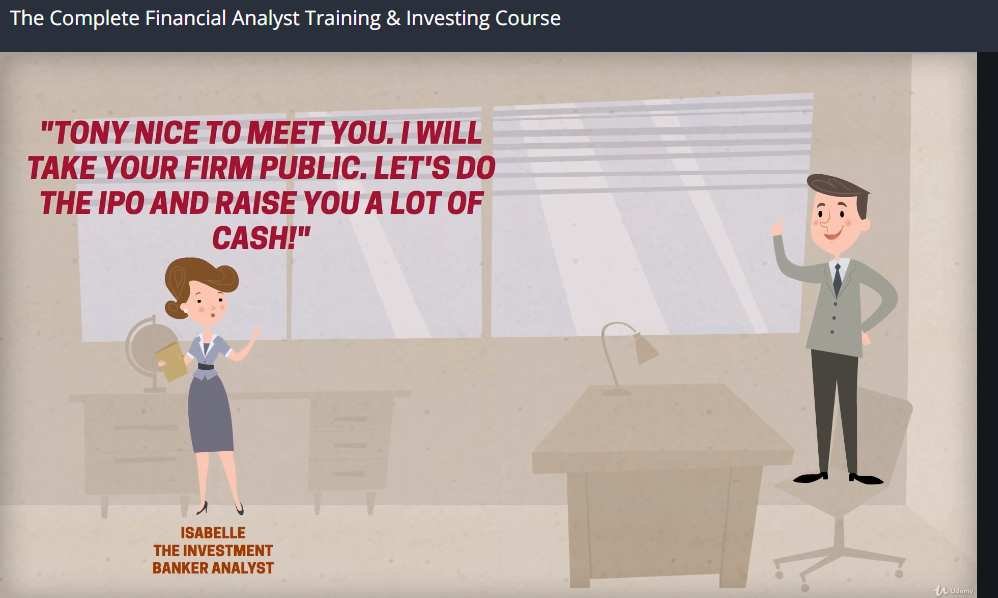 The Complete Financial Analyst Training & Investing Course
"TONY NICE TO MEET YOU. I WILL
TAKE YOUR FIRM PUBLIC. LET'S DO
THE IPO AND RAISE YOU A LOT OF
CASH!"
ISABELLE
THE INVESTMENT
BANKER ANALYST
Udemy